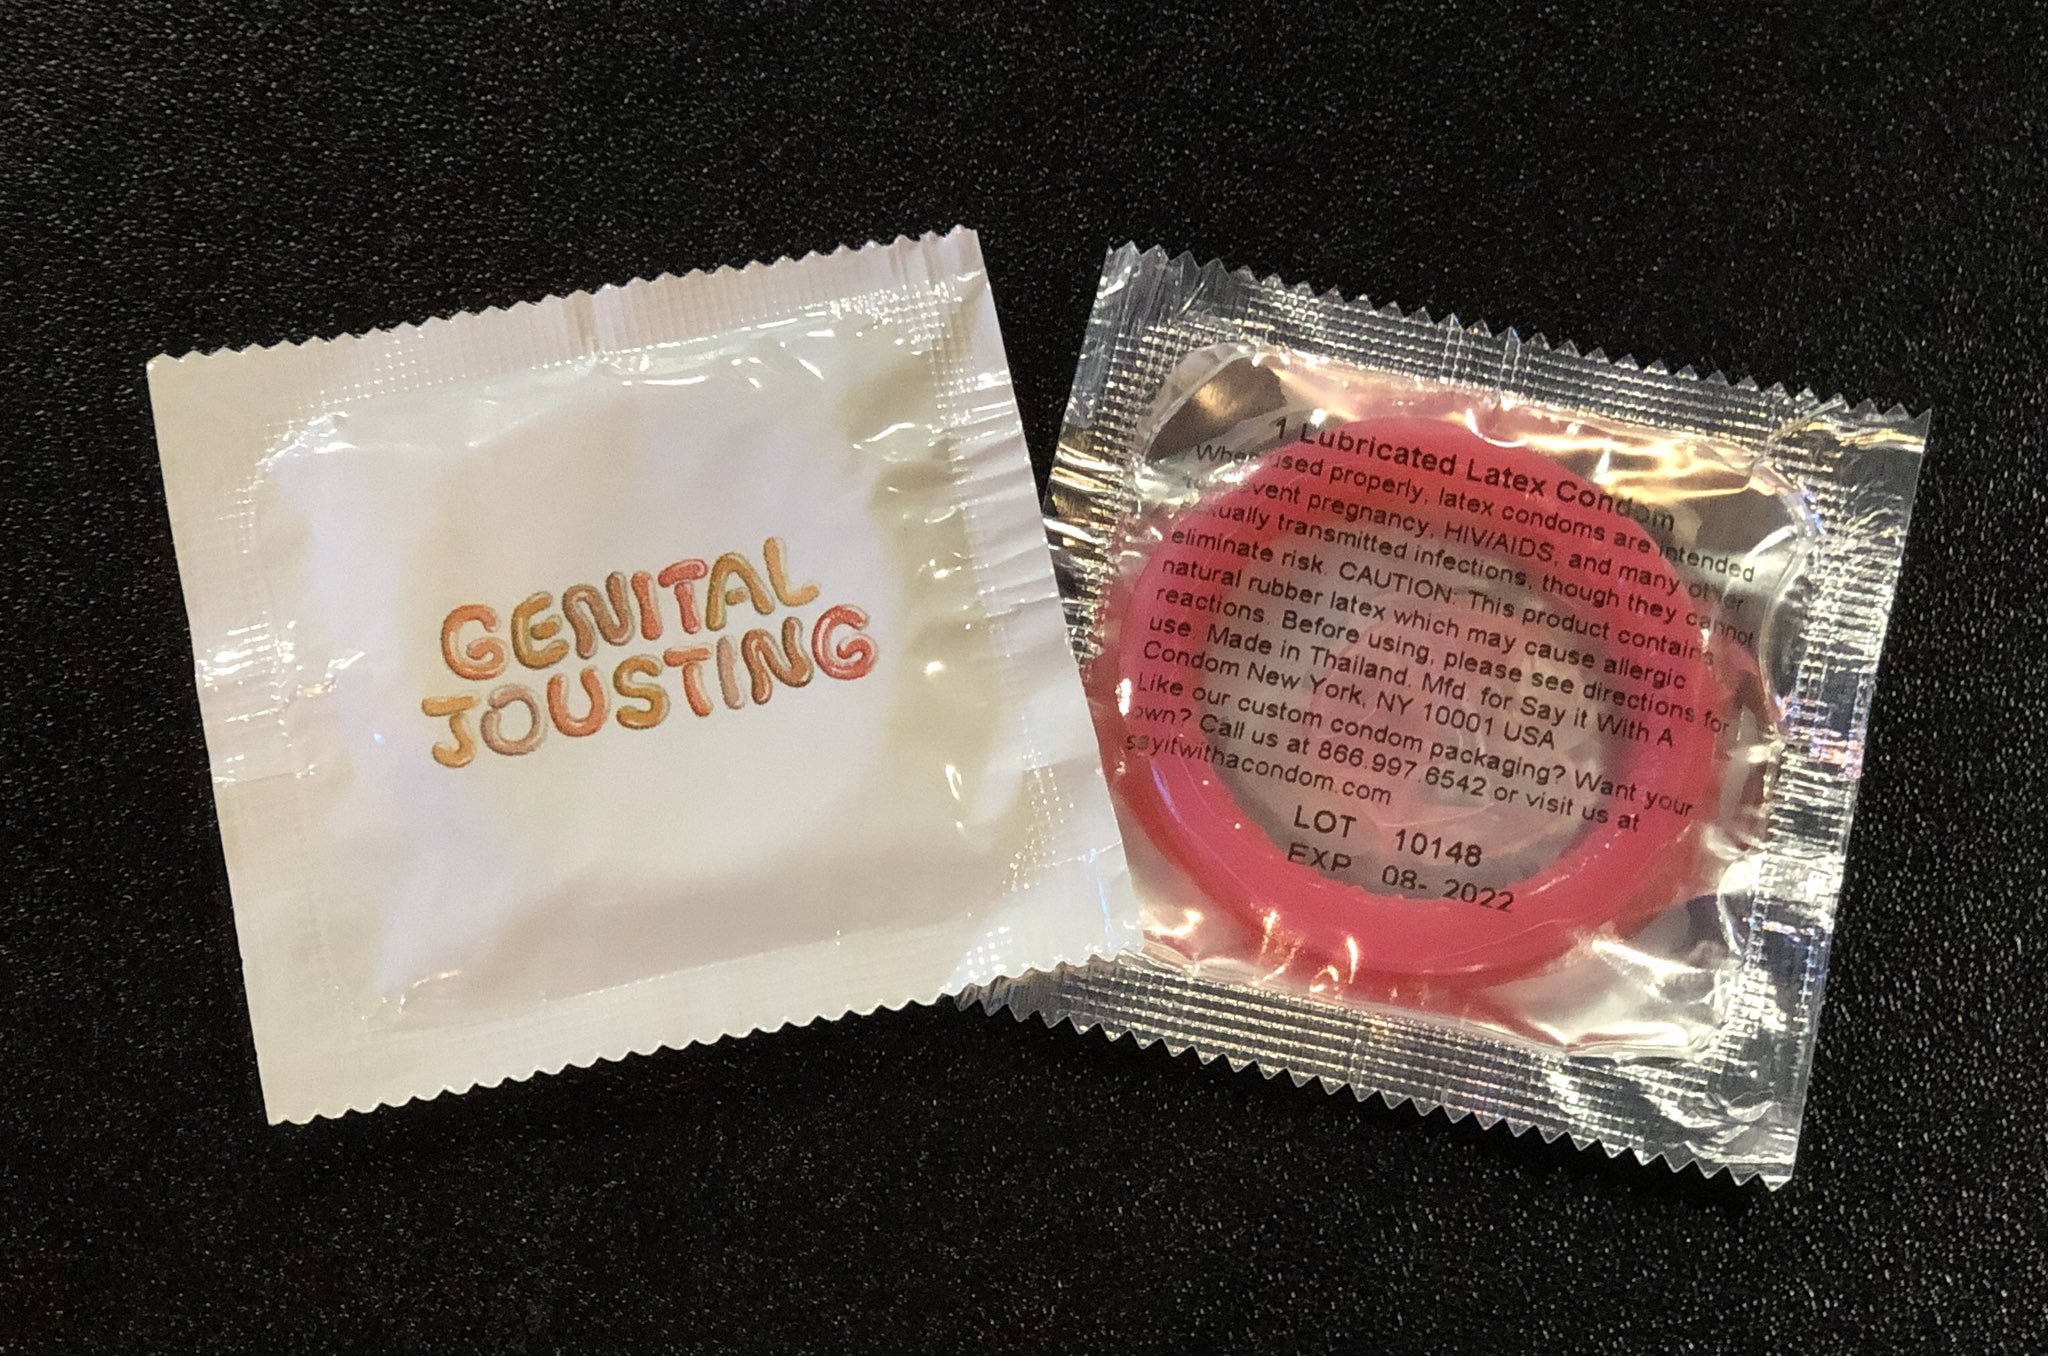 GENITAL
JOUSTING
1 Lubricated Latex Condom
When used properly, latex condoms are intended
event pregnancy, HIV/AIDS, and many other
sexually transmitted infections, though they cannot
eliminate risk. CAUTION: This product contains
natural rubber latex which may cause allergic
reactions. Before using, please see directions for
use. Made in Thailand. Mfd. for Say it With A
Condom New York, NY 10001 USA
Like our custom condom packaging? Want your
own? Call us at 866.997.6542 or visit us at
sayitwithacondom.com
LOT 10148
EXP 08- 2022